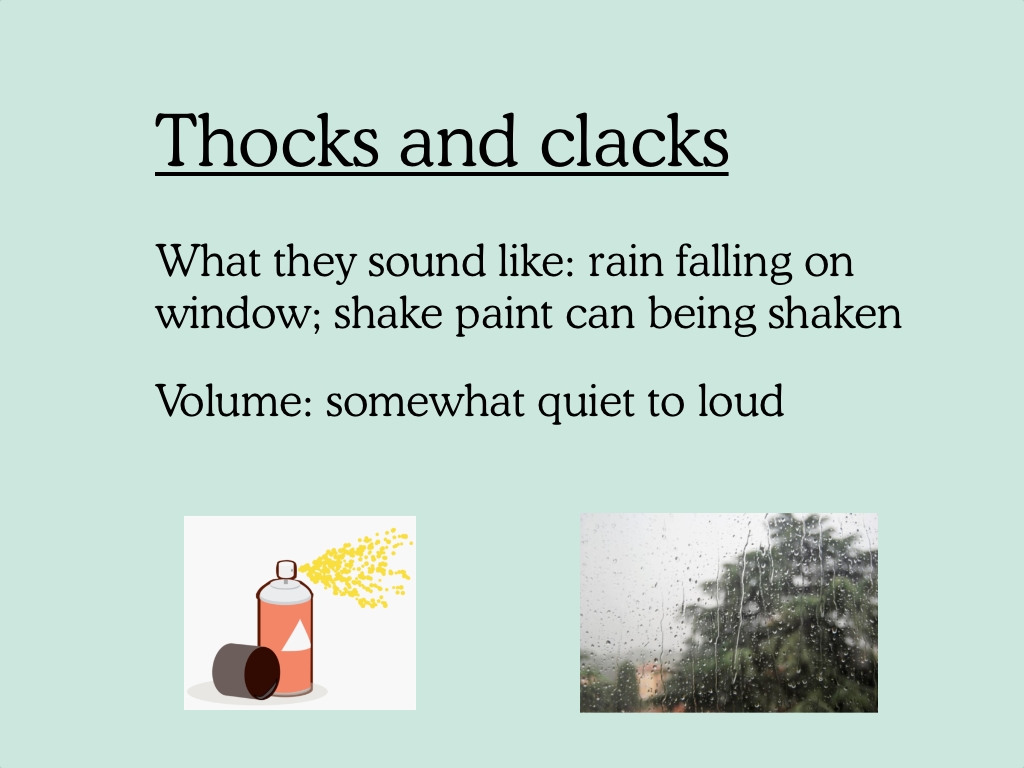 Thocks and clacks
What they sound like: rain falling on
window; shake paint can being shaken
Volume: somewhat quiet to loud